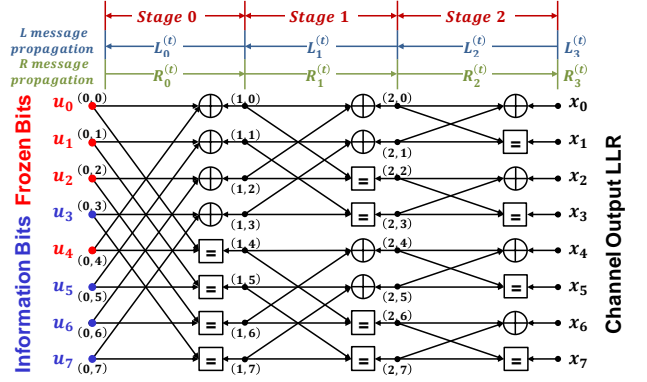 Stage 0 Stage 1 Stage 2
L message propagation L_0^(t) L_1^(t) L_2^(t) L_3^(t)
R message propagation R_0^(t) R_1^(t) R_2^(t) R_3^(t)
Frozen Bits
Information Bits
Channel Output LLR
u_0 (0,0) + (1,0) + (2,0) + x_0
u_1 (0,1) + (1,1) + (2,1) = x_1
u_2 (0,2) + (1,2) = (2,2) + x_2
u_3 (0,3) + (1,3) = (2,3) = x_3
u_4 (0,4) = (1,4) + (2,4) + x_4
u_5 (0,5) = (1,5) + (2,5) = x_5
u_6 (0,6) = (1,6) = (2,6) + x_6
u_7 (0,7) = (1,7) = (2,7) = x_7